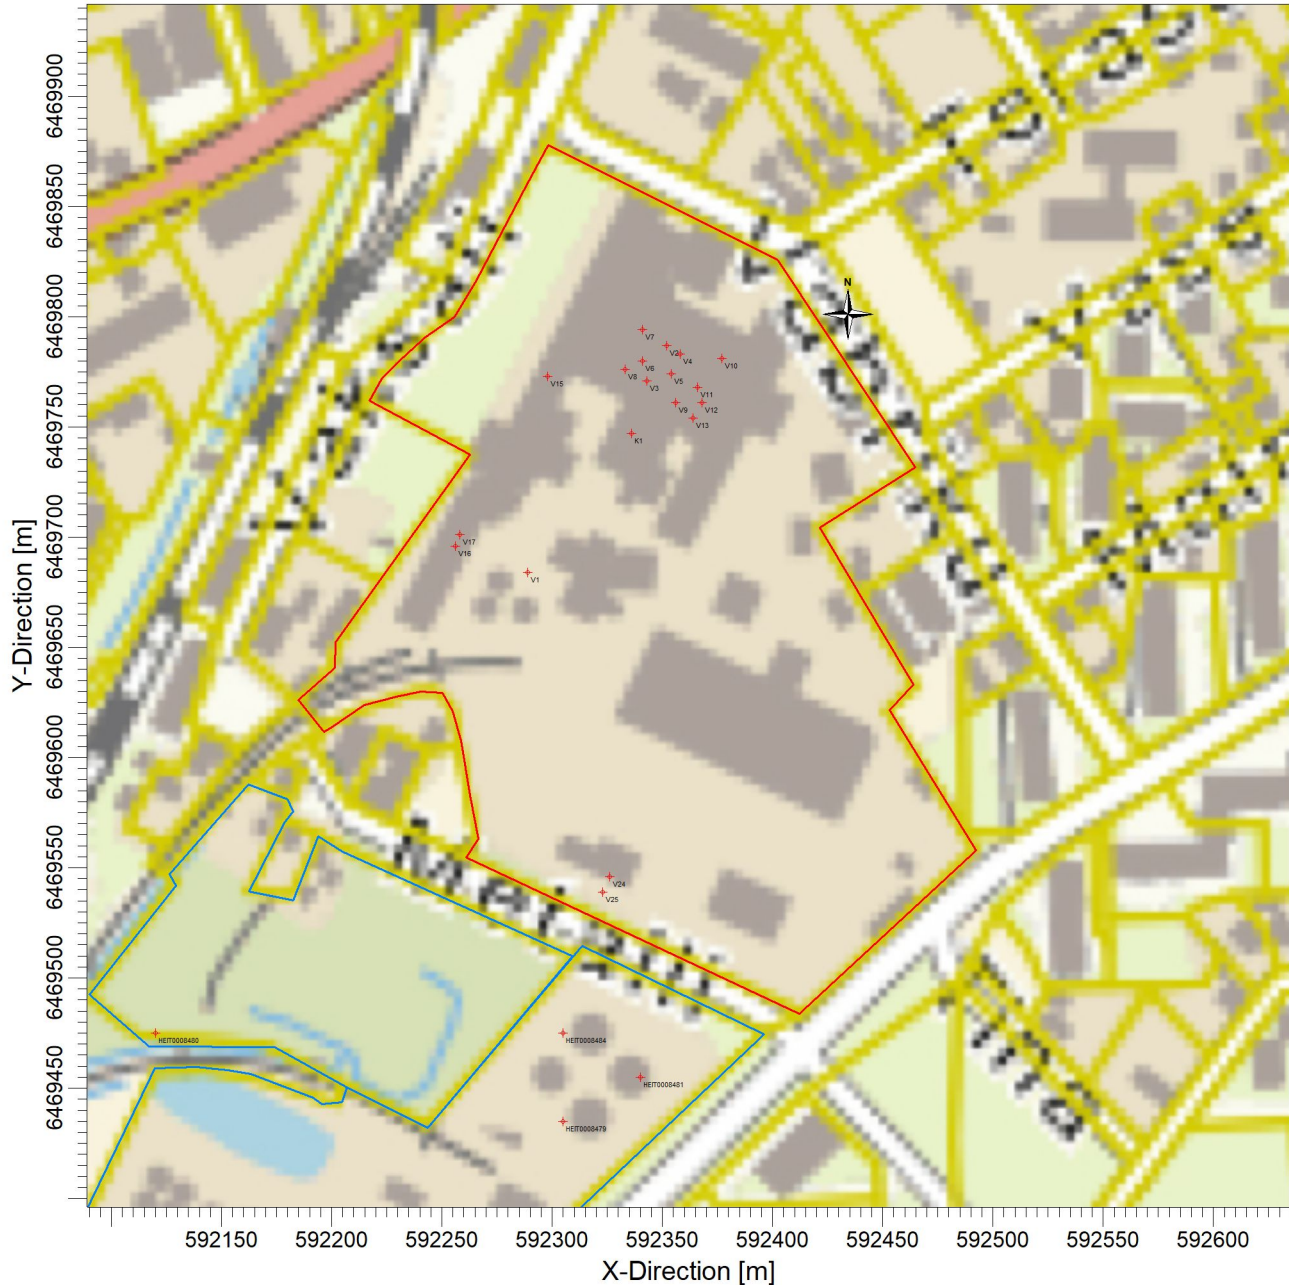 N
V7
V2
V4
V10
V6
V8
V5
V15
V3
V11
V9
V12
V13
K1
V17
V16
V1
V24
V25
HEIT0008480
HEIT0008484
HEIT0008481
HEIT0008479
Y-Direction [m]
6469900
6469850
6469800
6469750
6469700
6469650
6469600
6469550
6469500
6469450
592150
592200
592250
592300
592350
592400
592450
592500
592550
592600
X-Direction [m]